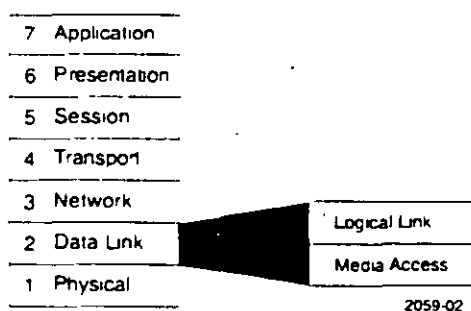 7 Application
6 Presentation
5 Session
4 Transport
3 Network
2 Data Link
1 Physical
Logical Link
Media Access
2059-02